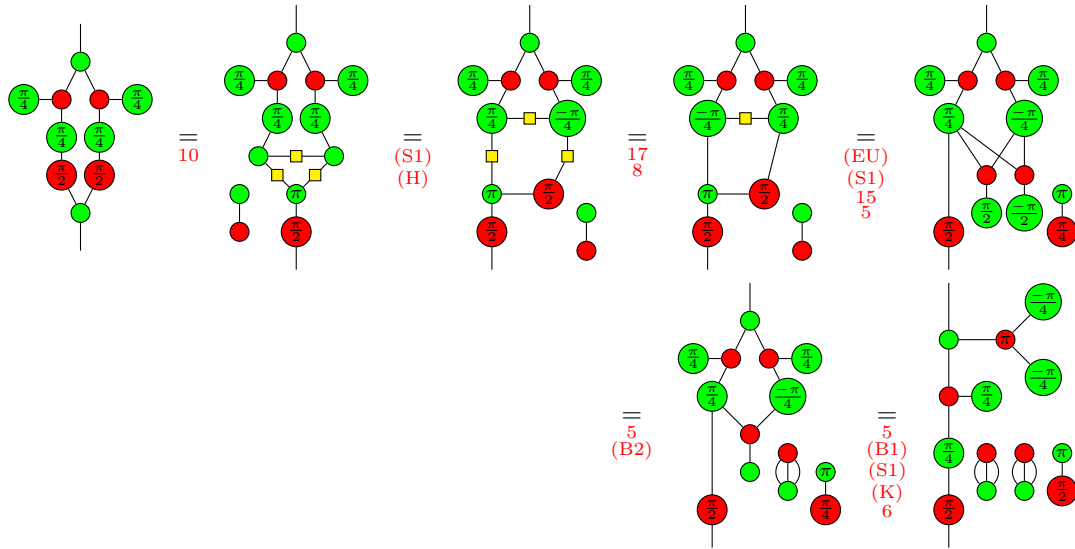 π/4 π/4
π/4 π/4
π/2 π/2
=
10
π/4 π/4
π/4 π/4
π
π/2
=
(S1)
(H)
π/4 π/4
π/4 −π/4
π π/2
π/2
=
17
8
π/4 π/4
−π/4 π/4
π π/2
π/2
=
(EU)
(S1)
15
5
π/4 π/4
π/4 −π/4
π/2 −π/2 π
π/2 π/4
=
5
(B2)
π/4 π/4
π/4 −π/4
π
π/2 π/4
=
5
(B1)
(S1)
(K)
6
−π/4
π
−π/4
π/4
π/4 π
π/2 π/2